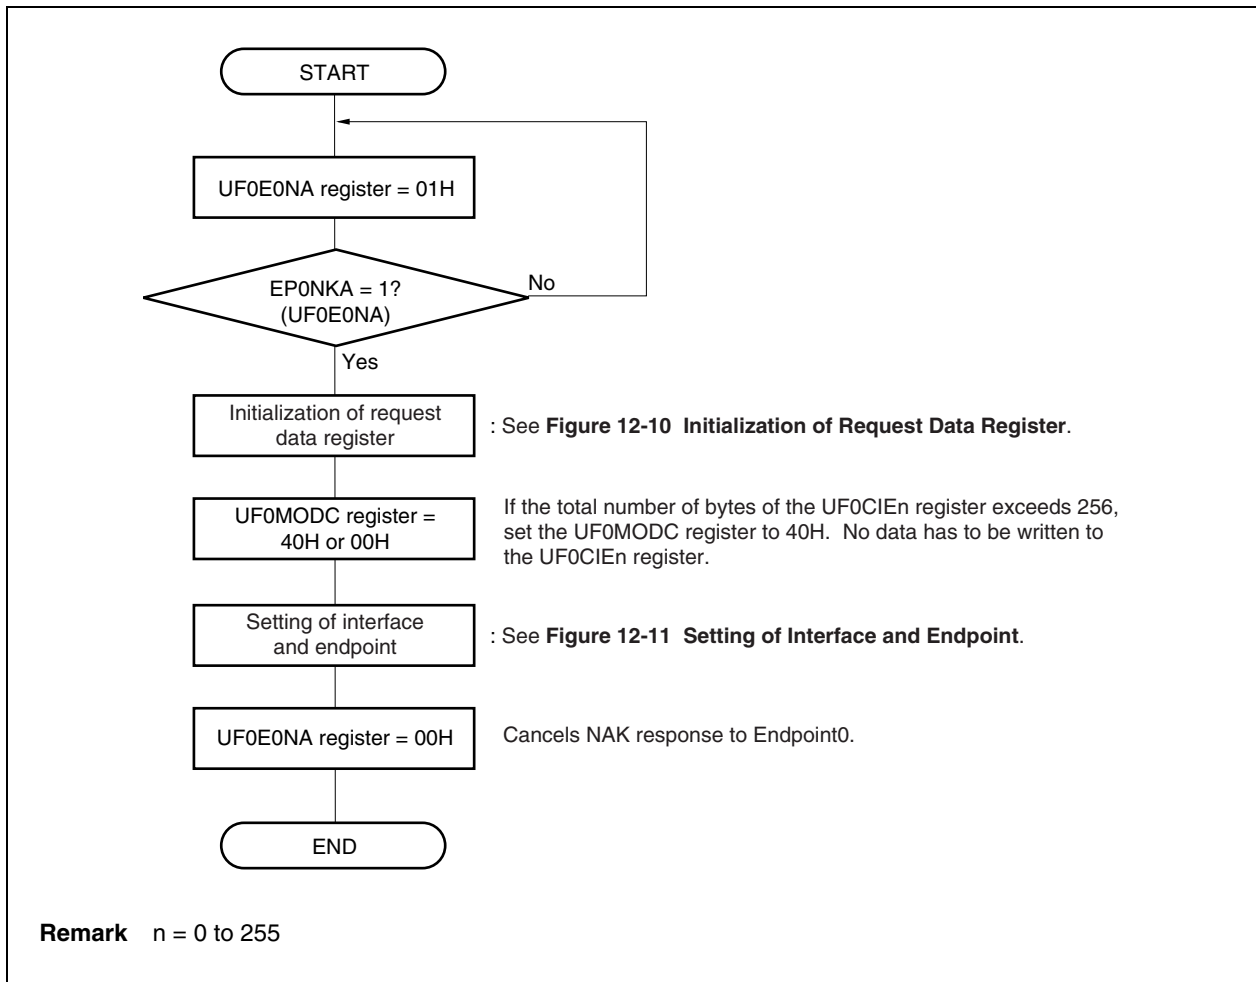 START
UF0E0NA register = 01H
EP0NKA = 1?
(UF0E0NA)
No
Yes
Initialization of request
data register
: See Figure 12-10 Initialization of Request Data Register.
UF0MODC register =
40H or 00H
If the total number of bytes of the UF0CIEn register exceeds 256,
set the UF0MODC register to 40H. No data has to be written to
the UF0CIEn register.
Setting of interface
and endpoint
: See Figure 12-11 Setting of Interface and Endpoint.
UF0E0NA register = 00H
Cancels NAK response to Endpoint0.
END
Remark n = 0 to 255